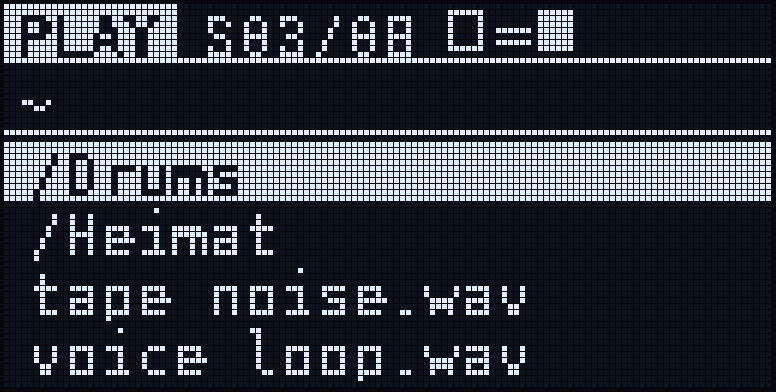 PLAY S03/08 □=■
~
/Drums
/Heimat
tape noise.wav
voice loop.wav